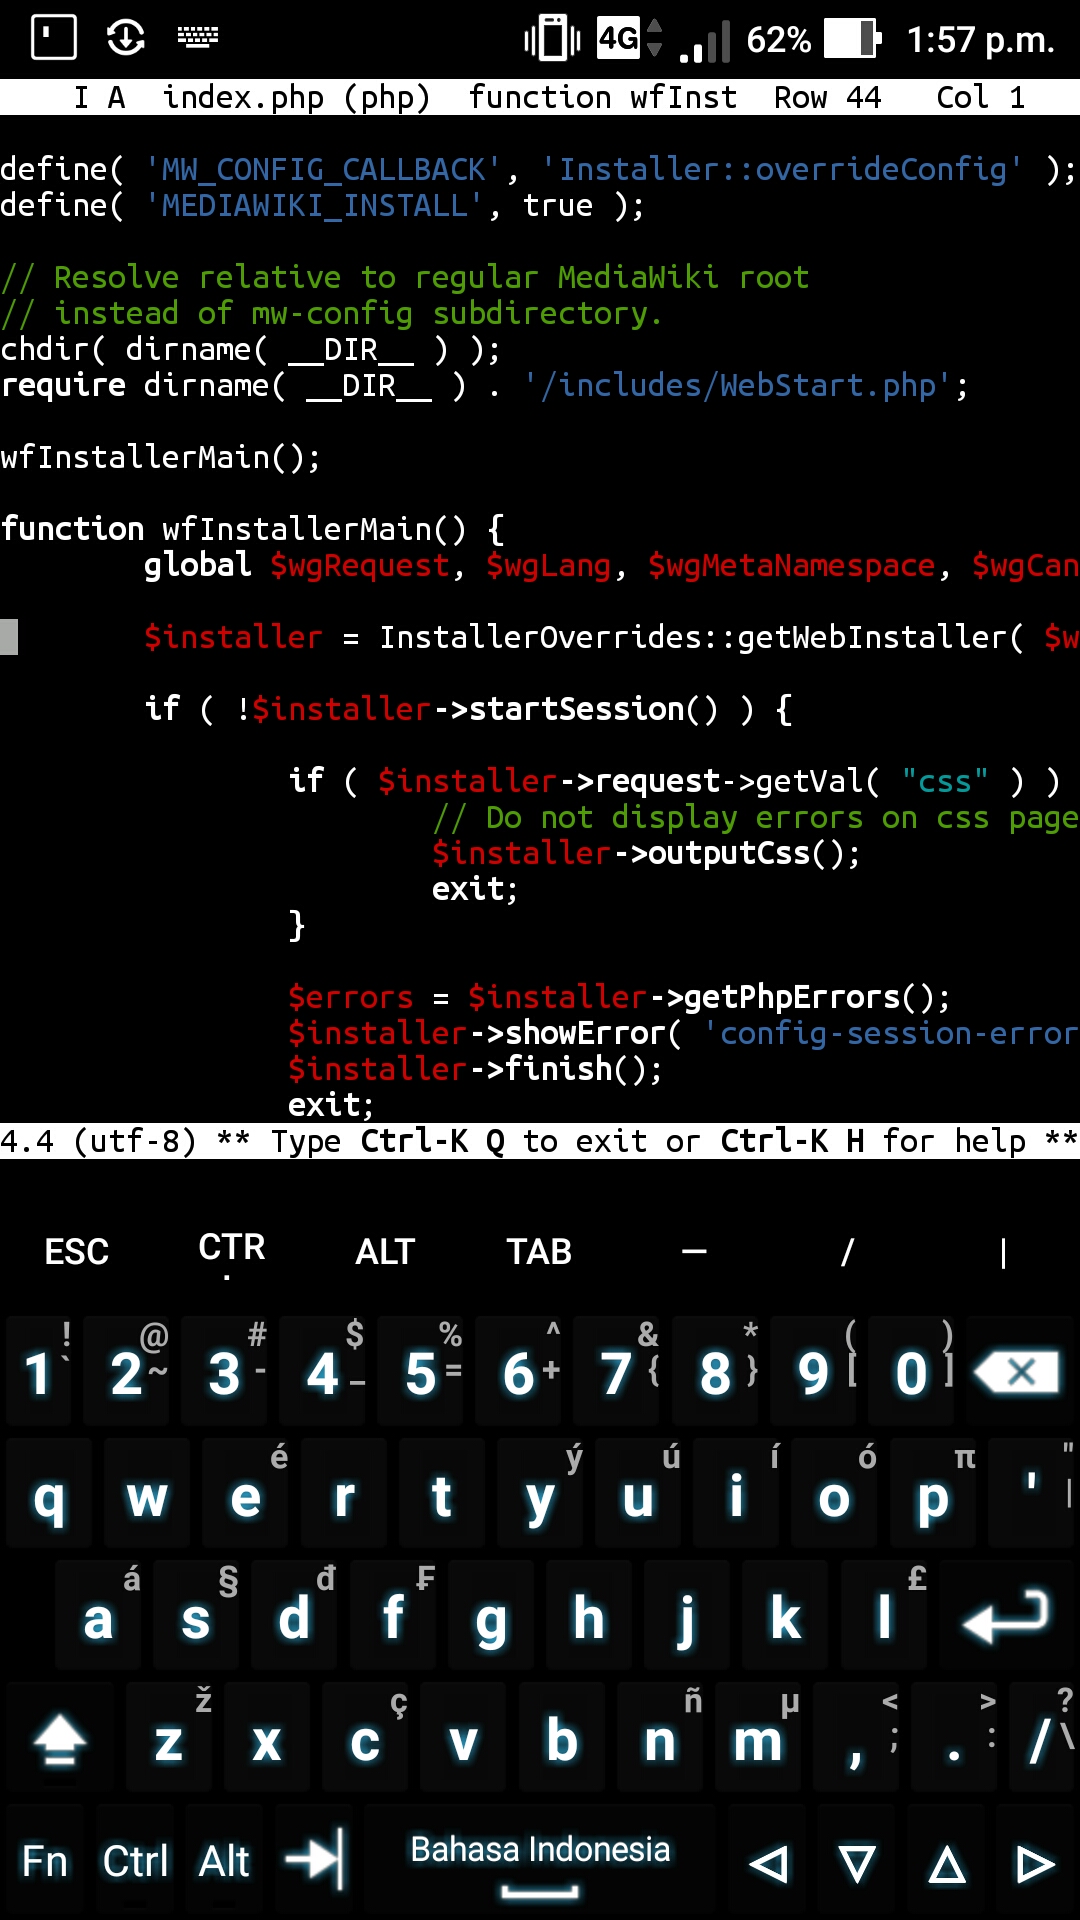 4G 62% 1:57 p.m.
I A index.php (php) function wfInst Row 44 Col 1
define( 'MW_CONFIG_CALLBACK', 'Installer::overrideConfig' );
define( 'MEDIAWIKI_INSTALL', true );
// Resolve relative to regular MediaWiki root
// instead of mw-config subdirectory.
chdir( dirname( __DIR__ ) );
require dirname( __DIR__ ) . '/includes/WebStart.php';
wfInstallerMain();
function wfInstallerMain() {
global $wgRequest, $wgLang, $wgMetaNamespace, $wgCan
$installer = InstallerOverrides::getWebInstaller( $w
if ( !$installer->startSession() ) {
if ( $installer->request->getVal( "css" ) )
// Do not display errors on css page
$installer->outputCss();
exit;
}
$errors = $installer->getPhpErrors();
$installer->showError( 'config-session-error
$installer->finish();
exit;
4.4 (utf-8) ** Type Ctrl-K Q to exit or Ctrl-K H for help **
ESC CTR. ALT TAB — / |
! @ # $ % ^ & * ( )
1 ` 2 ~ 3 - 4 _ 5 = 6 + 7 { 8 } 9 [ 0 ]
é ý ú í ó π "
q w e r t y u i o p ' |
á § đ ₣ £
a s d f g h j k l
ž ç ñ µ < > ?
z x c v b n m , ; . : / \
Fn Ctrl Alt Bahasa Indonesia